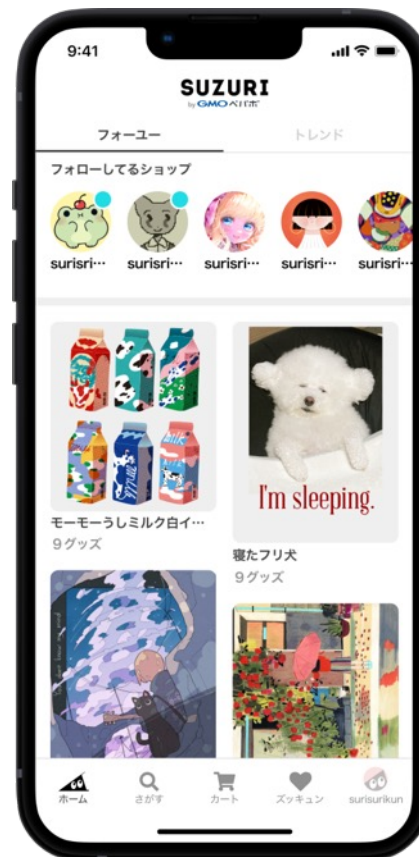 9:41
SUZURI
by GMOペパボ
フォーユー
トレンド
フォローしてるショップ
surisri…
surisri…
surisri…
surisri…
surisri…
I'm sleeping.
モーモーうしミルク白イ…
9グッズ
寝たフリ犬
9グッズ
ホーム
さがす
カート
ズッキュン
surisurikun